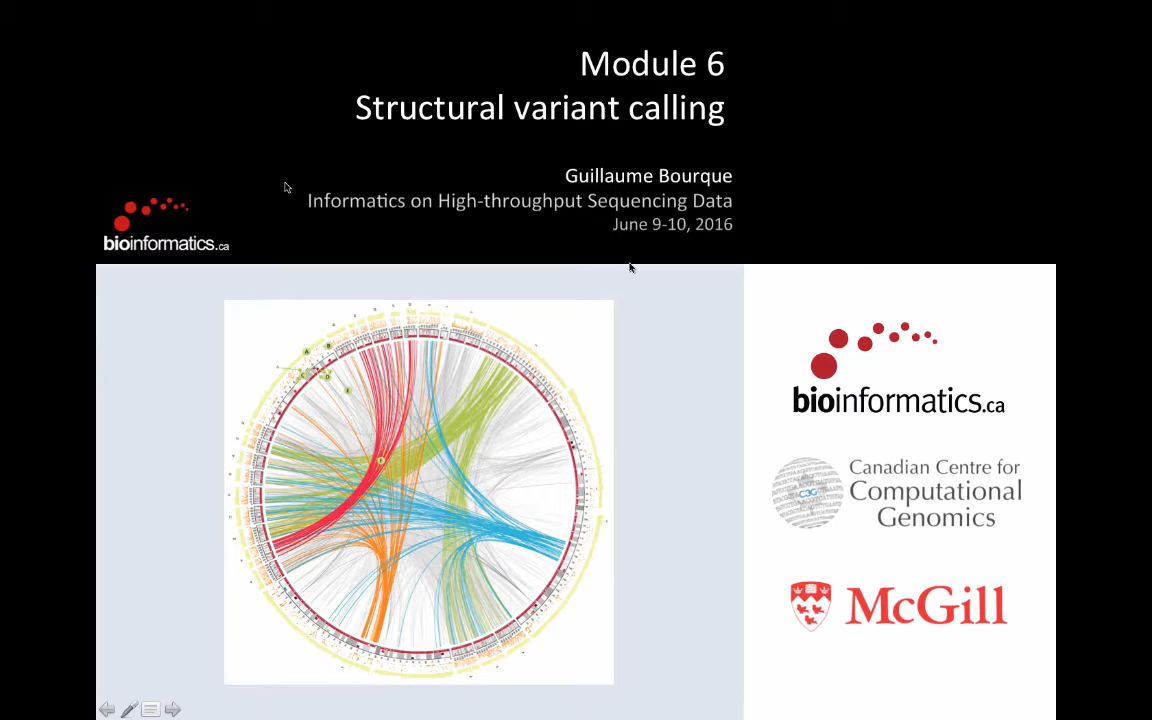 Module 6
Structural variant calling
Guillaume Bourque
Informatics on High-throughput Sequencing Data
June 9-10, 2016
bioinformatics.ca
A
B
C
D
E
F
bioinformatics.ca
C3G
Canadian Centre for
Computational
Genomics
McGill